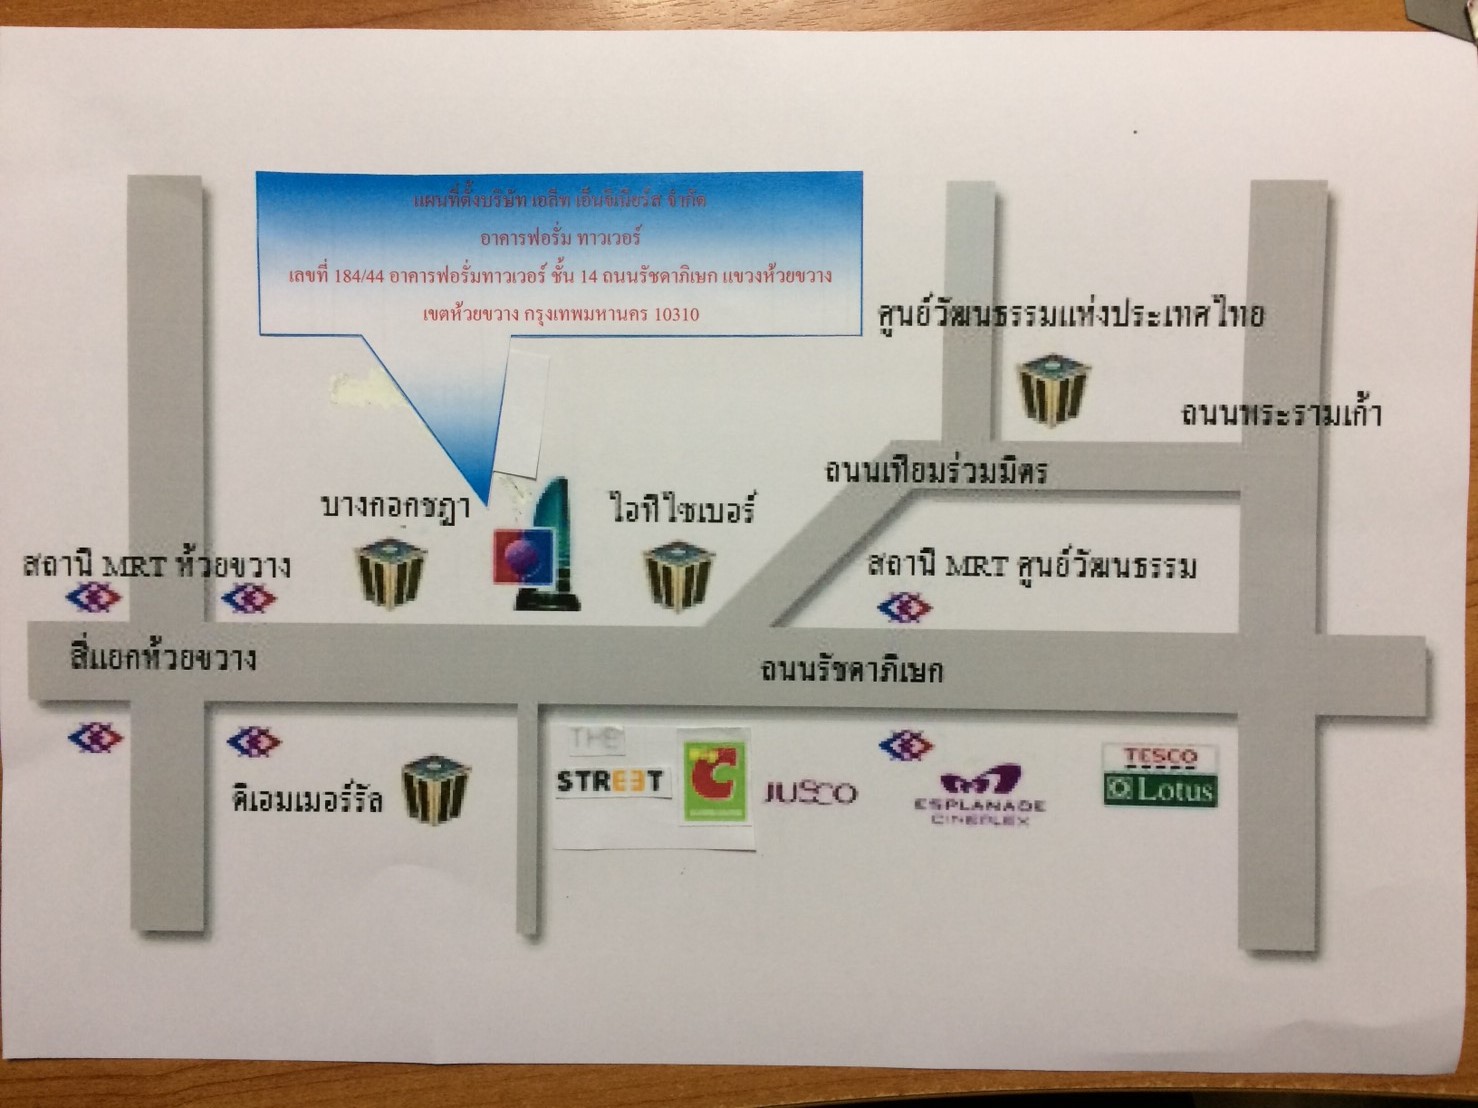 แผนที่ตั้งบริษัท เอลิท เอ็นจิเนียร์ส จำกัด
อาคารฟอรั่ม ทาวเวอร์
เลขที่ 184/44 อาคารฟอรั่มทาวเวอร์ ชั้น 14 ถนนรัชดาภิเษก แขวงห้วยขวาง
เขตห้วยขวาง กรุงเทพมหานคร 10310
ศูนย์วัฒนธรรมแห่งประเทศไทย
ถนนพระรามเก้า
ถนนเทียมร่วมมิตร
บางกอกชฎา
ไอทีไซเบอร์
สถานี MRT ห้วยขวาง
สถานี MRT ศูนย์วัฒนธรรม
สี่แยกห้วยขวาง
ถนนรัชดาภิเษก
ดิเอมเมอร์รัล
THE
STREET
C
JUSCO
ESPLANADE
CINEPLEX
TESCO
Lotus